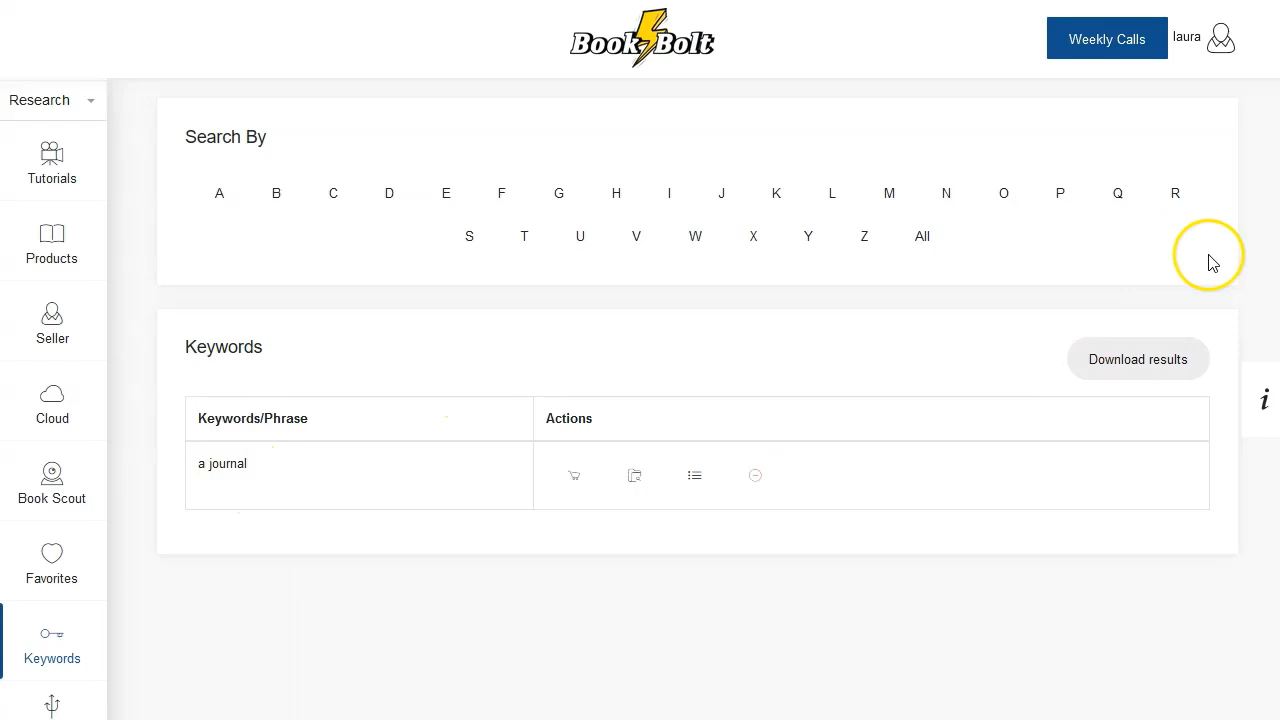 Book Bolt
Weekly Calls
laura
Research
Tutorials
Products
Seller
Cloud
Book Scout
Favorites
Keywords
Search By
A B C D E F G H I J K L M N O P Q R
S T U V W X Y Z All
Keywords
Download results
Keywords/Phrase Actions
a journal
i